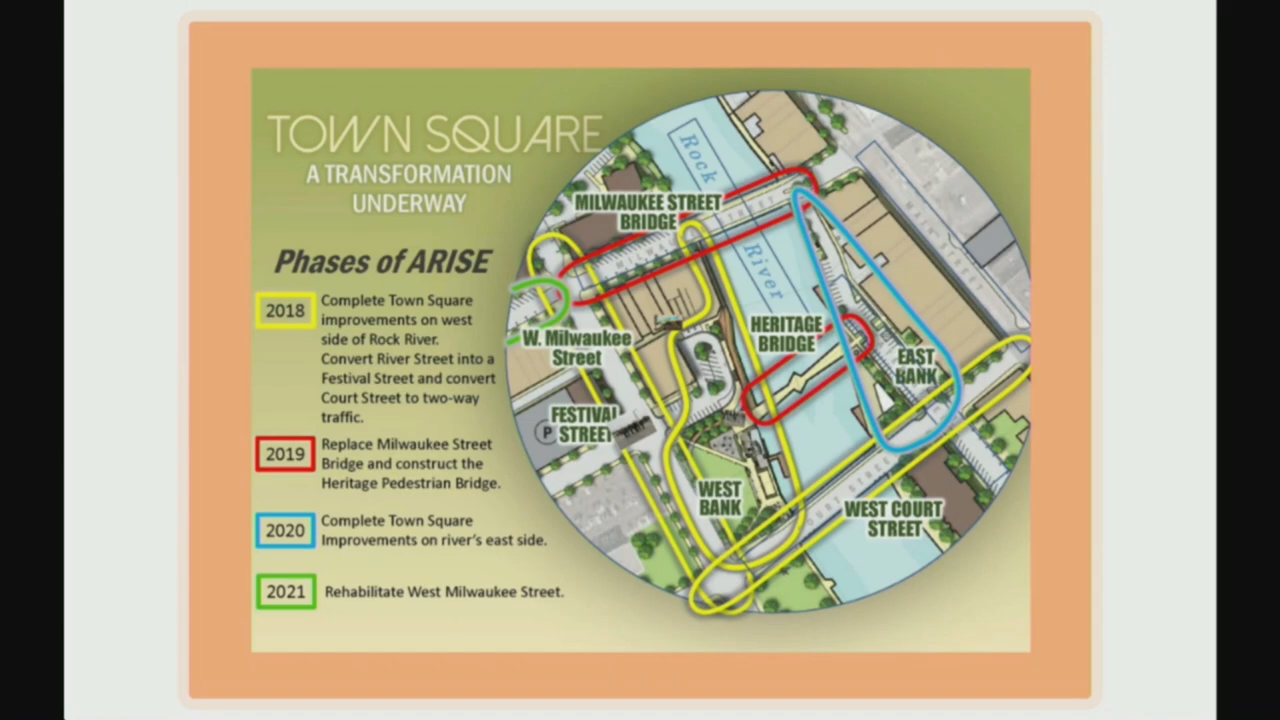 TOWN SQUARE
A TRANSFORMATION
UNDERWAY
Phases of ARISE
2018
Complete Town Square
improvements on west
side of Rock River.
Convert River Street into a
Festival Street and convert
Court Street to two-way
traffic.
2019
Replace Milwaukee Street
Bridge and construct the
Heritage Pedestrian Bridge.
2020
Complete Town Square
Improvements on river's east side.
2021
Rehabilitate West Milwaukee Street.
Rock
River
MILWAUKEE STREET
BRIDGE
STREET
MAIN STREET
W. Milwaukee
Street
HERITAGE
BRIDGE
EAST
BANK
FESTIVAL
STREET
P
WEST
BANK
WEST COURT
STREET